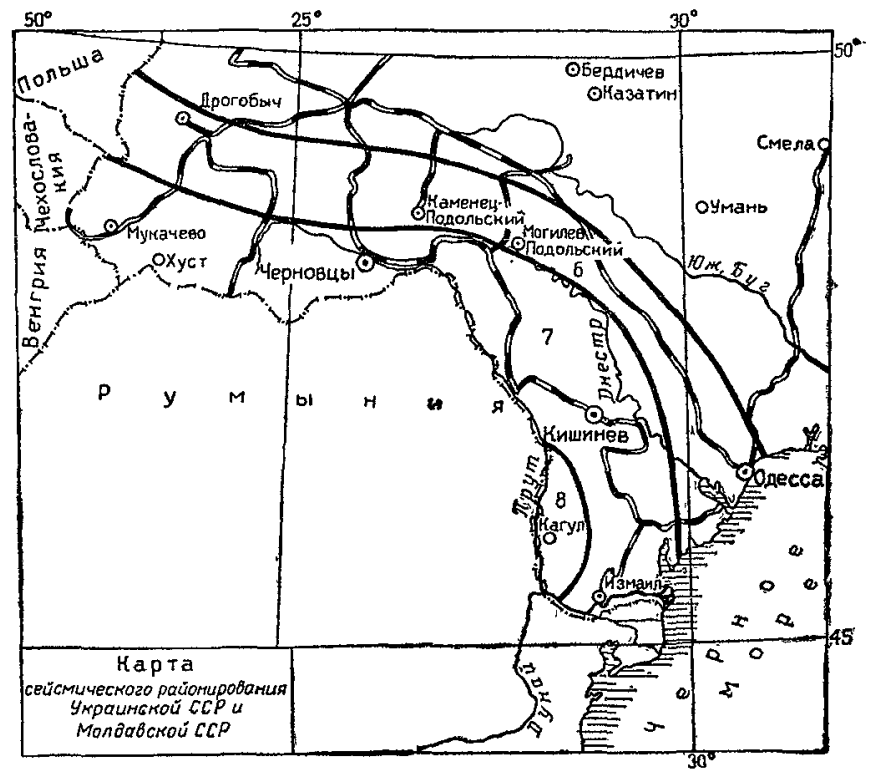 50°
25°
30°
50°
Польша
Бердичев
Казатин
Дрогобыч
Смела
Чехослова-
кия
Каменец-
Подольский
Умань
Мукачево
Могилев
Подольский
Хуст
Черновцы
6
Юж. Буг
Венгрия
7
Днестр
Румыния
Кишинев
Прут
Одесса
8
Кагул
Измаил
Черное
море
45
Дунай
Карта
сейсмического районирования
Украинской ССР и
Молдавской ССР
30°